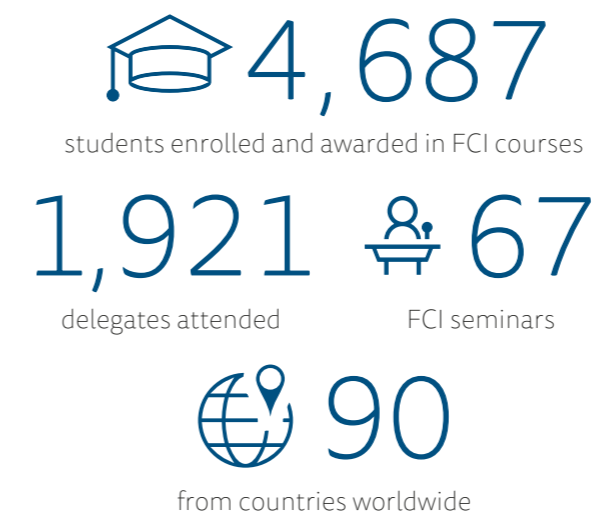 4,687
students enrolled and awarded in FCI courses
1,921 67
delegates attended FCI seminars
90
from countries worldwide